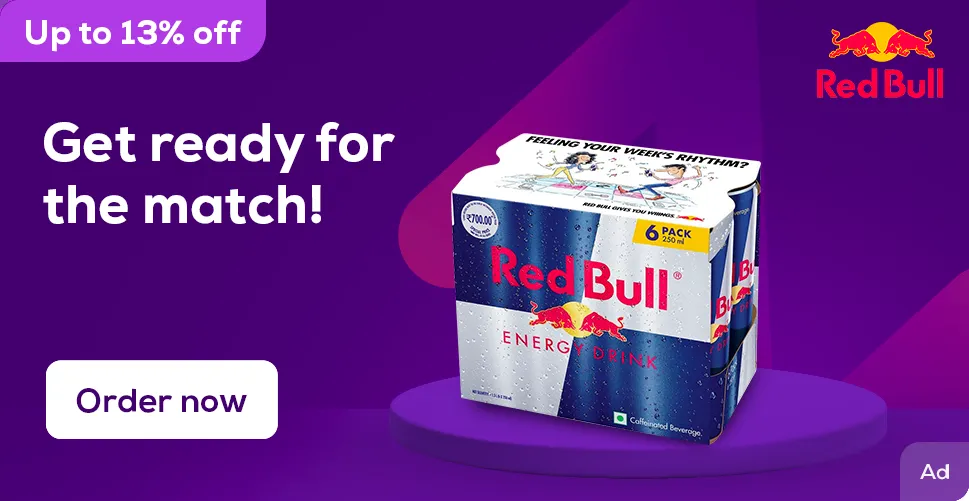 Up to 13% off
Red Bull
Get ready for
the match!
FEELING YOUR WEEK'S RHYTHM?
RED BULL GIVES YOU WIIINGS.
₹700.00
6 PACK
250 ml
Red Bull®
ENERGY DRINK
Caffeinated Beverage
Order now
Ad